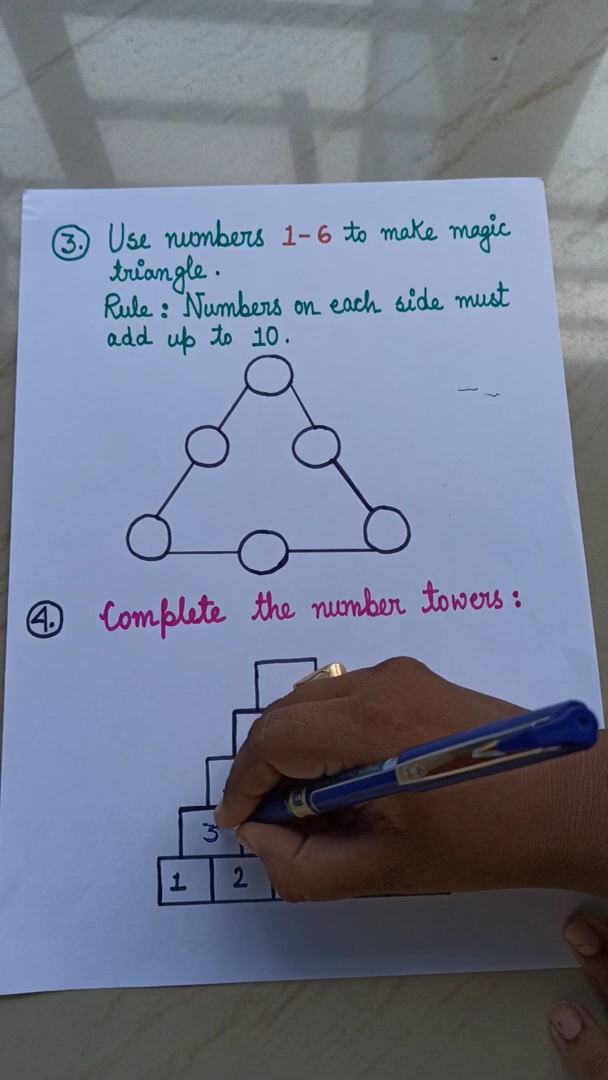 3. Use numbers 1-6 to make magic
triangle.
Rule : Numbers on each side must
add up to 10.
4. Complete the number towers :
3
1 2